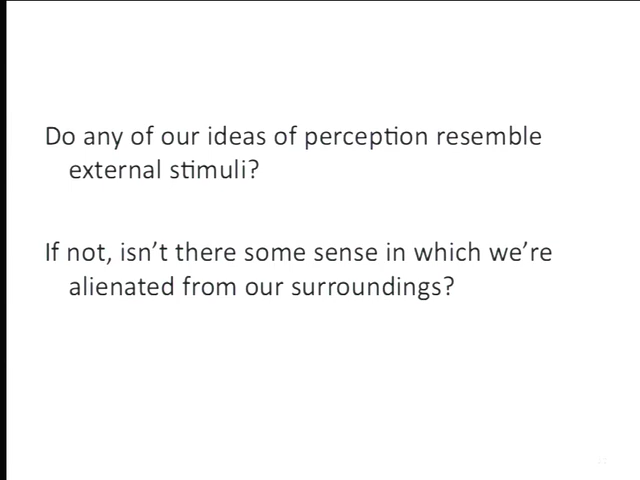 Do any of our ideas of perception resemble
external stimuli?
If not, isn’t there some sense in which we’re
alienated from our surroundings?